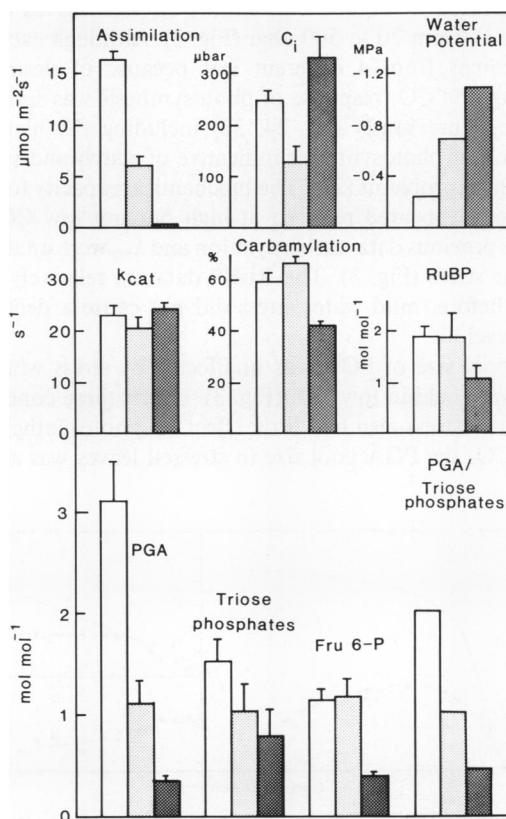 Assimilation
µmol m⁻²s⁻¹
15
10
5
0
Cᵢ
µbar
300
200
100
Water
Potential
MPa
-1.2
-0.4
kcat
s⁻¹
30
20
10
0
Carbamylation
%
60
40
20
RuBP
mol mol⁻¹
2
1
PGA
Triose
phosphates
Fru 6-P
PGA/
Triose
phosphates
mol mol⁻¹
3
2
1
0